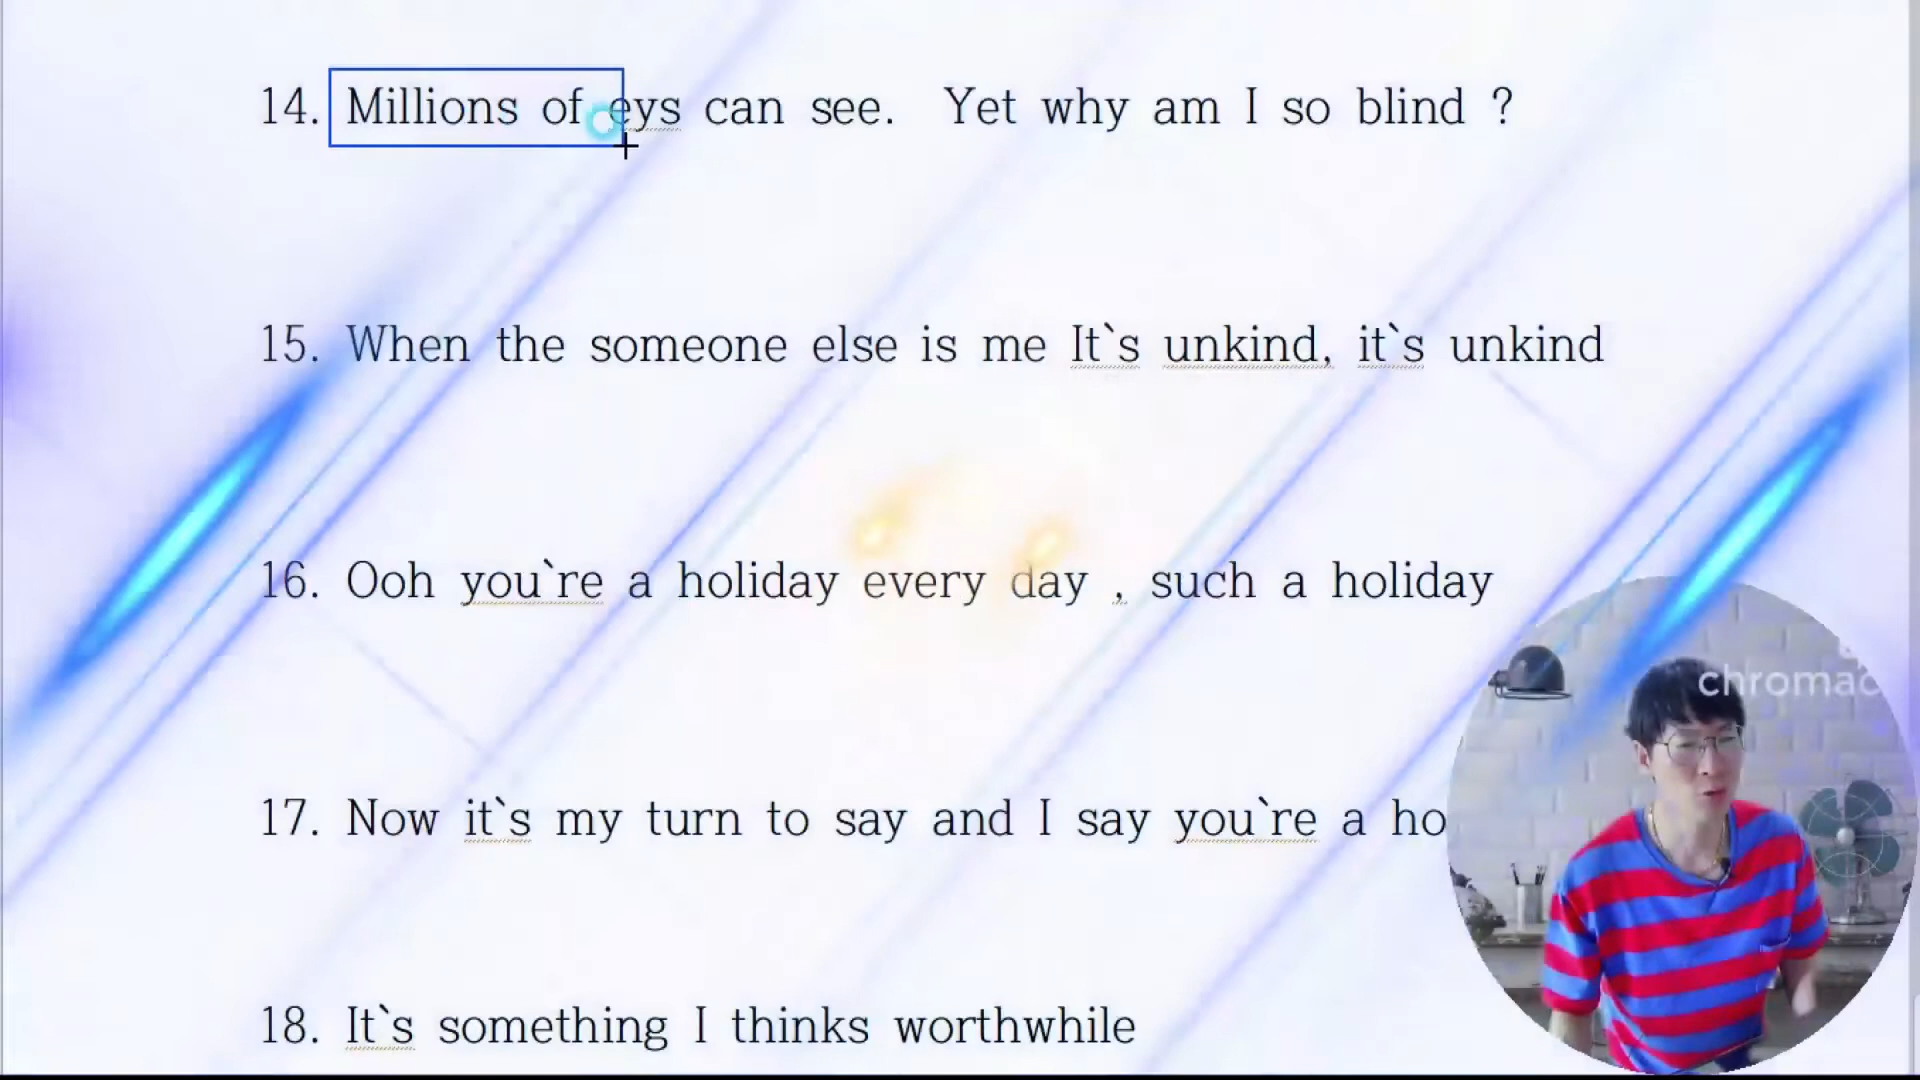 14. Millions of eys can see. Yet why am I so blind ?
15. When the someone else is me It`s unkind, it`s unkind
16. Ooh you`re a holiday every day , such a holiday
chromac
17. Now it`s my turn to say and I say you`re a ho
18. It`s something I thinks worthwhile